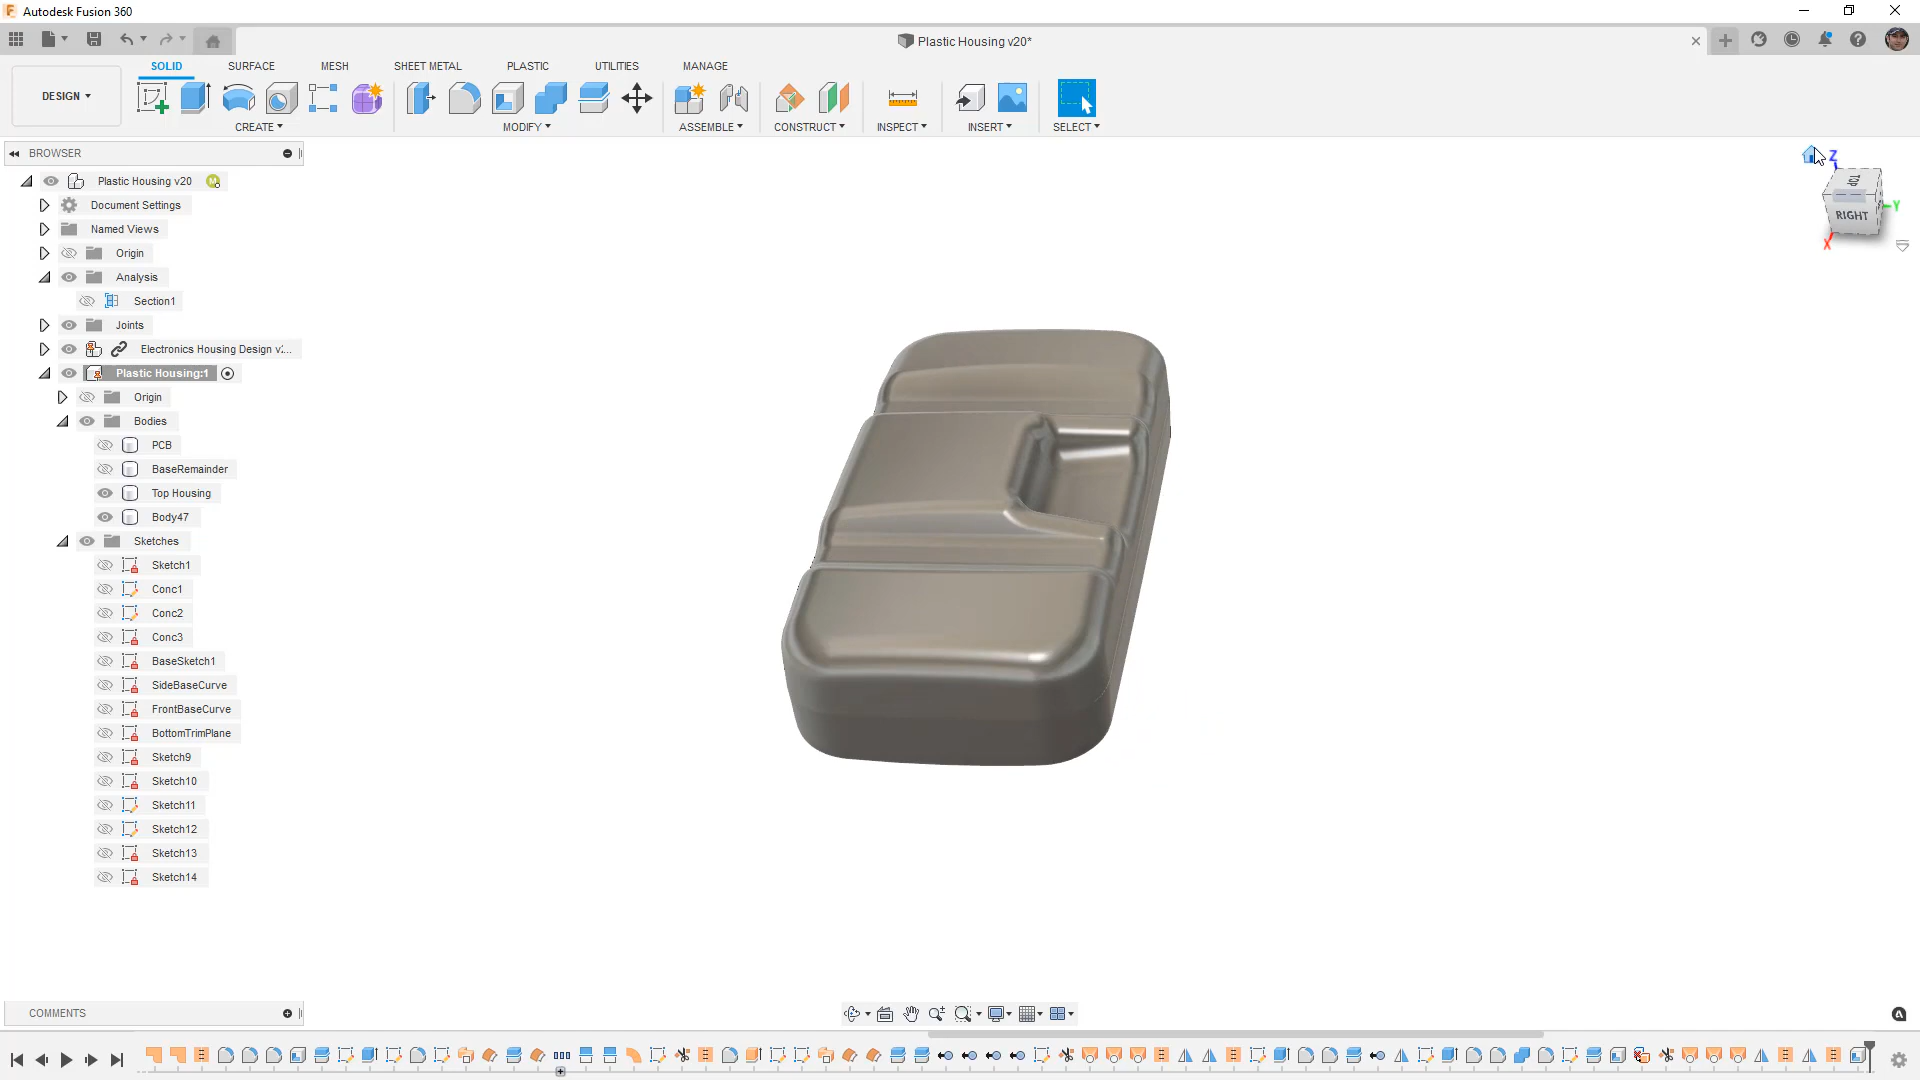 Autodesk Fusion 360
Plastic Housing v20*
DESIGN
SOLID SURFACE MESH SHEET METAL PLASTIC UTILITIES MANAGE
CREATE MODIFY ASSEMBLE CONSTRUCT INSPECT INSERT SELECT
BROWSER
Plastic Housing v20
Document Settings
Named Views
Origin
Analysis
Section1
Joints
Electronics Housing Design v:...
Plastic Housing:1
Origin
Bodies
PCB
BaseRemainder
Top Housing
Body47
Sketches
Sketch1
Conc1
Conc2
Conc3
BaseSketch1
SideBaseCurve
FrontBaseCurve
BottomTrimPlane
Sketch9
Sketch10
Sketch11
Sketch12
Sketch13
Sketch14
Z
TOP
RIGHT
Y
X
COMMENTS